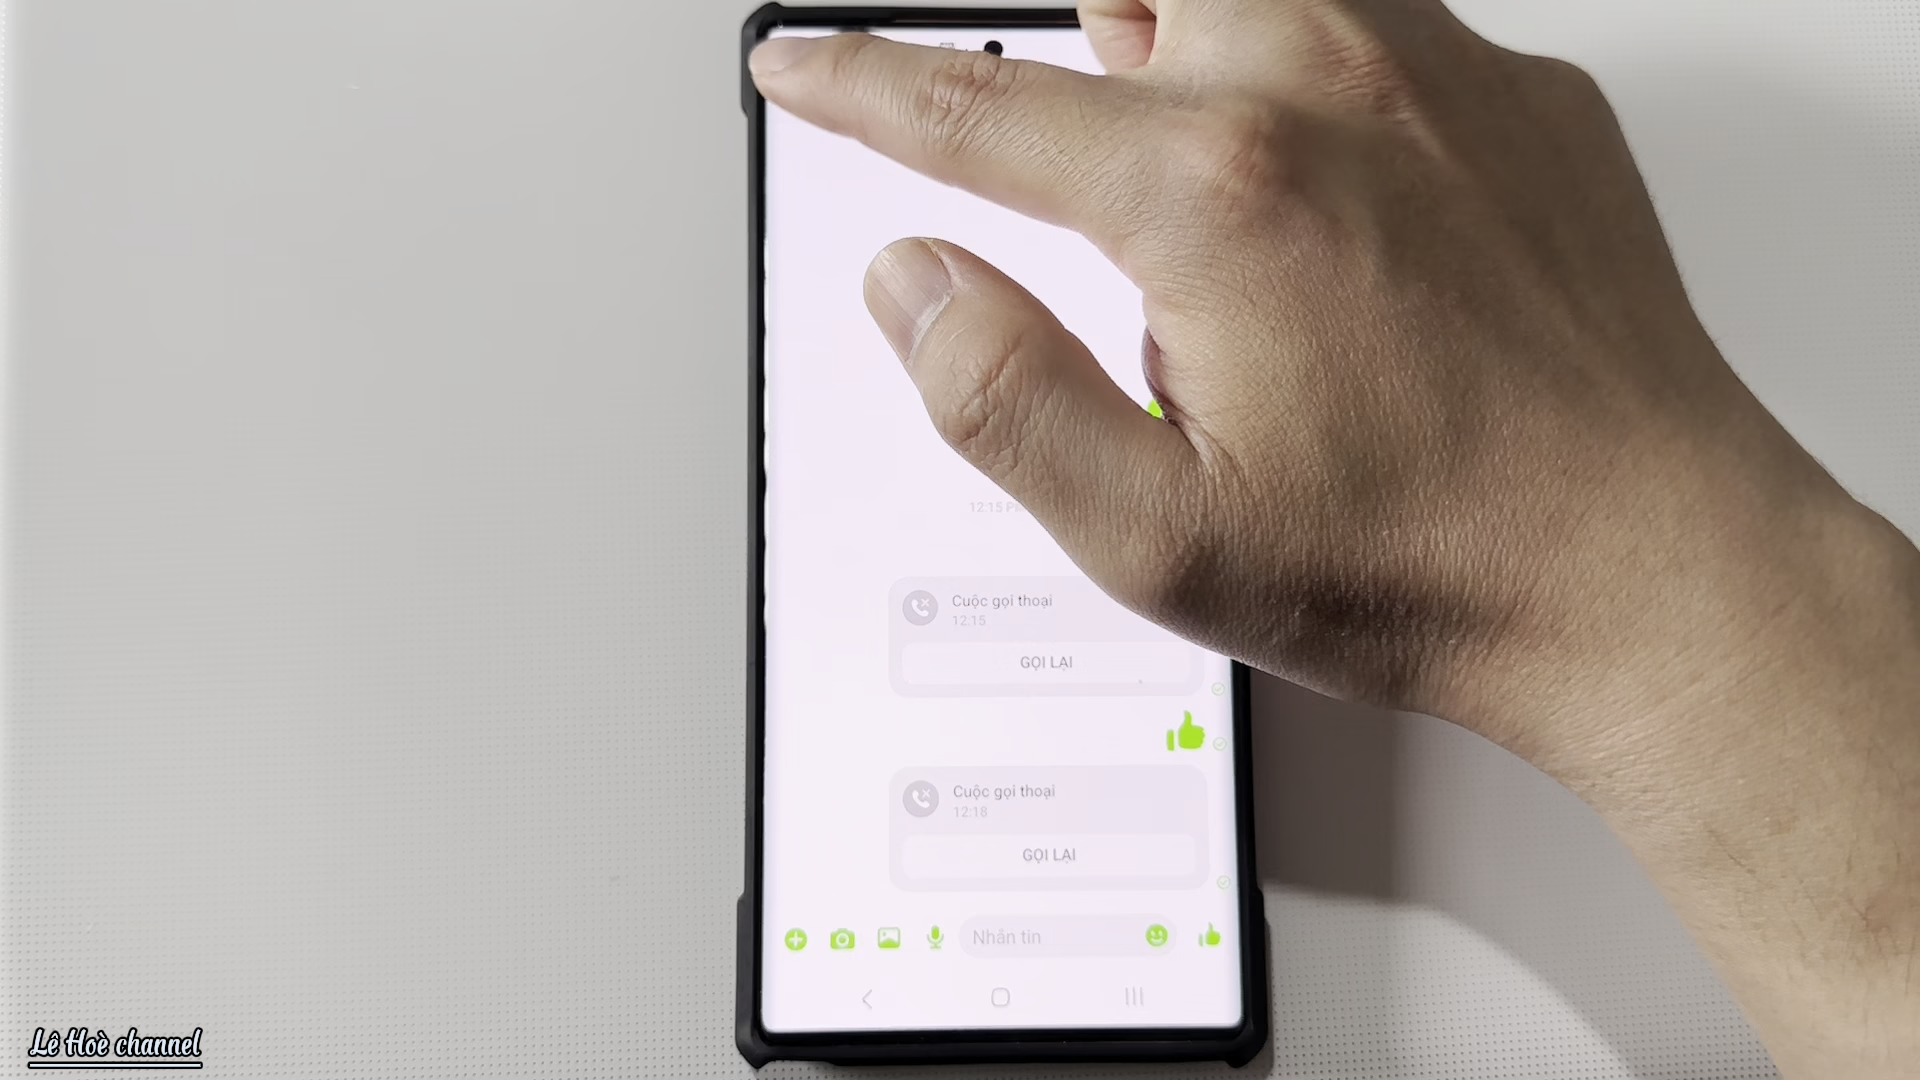 12:15
Cuộc gọi thoại
12:15
GỌI LẠI
Cuộc gọi thoại
12:18
GỌI LẠI
Nhắn tin
Lê Hoè channel